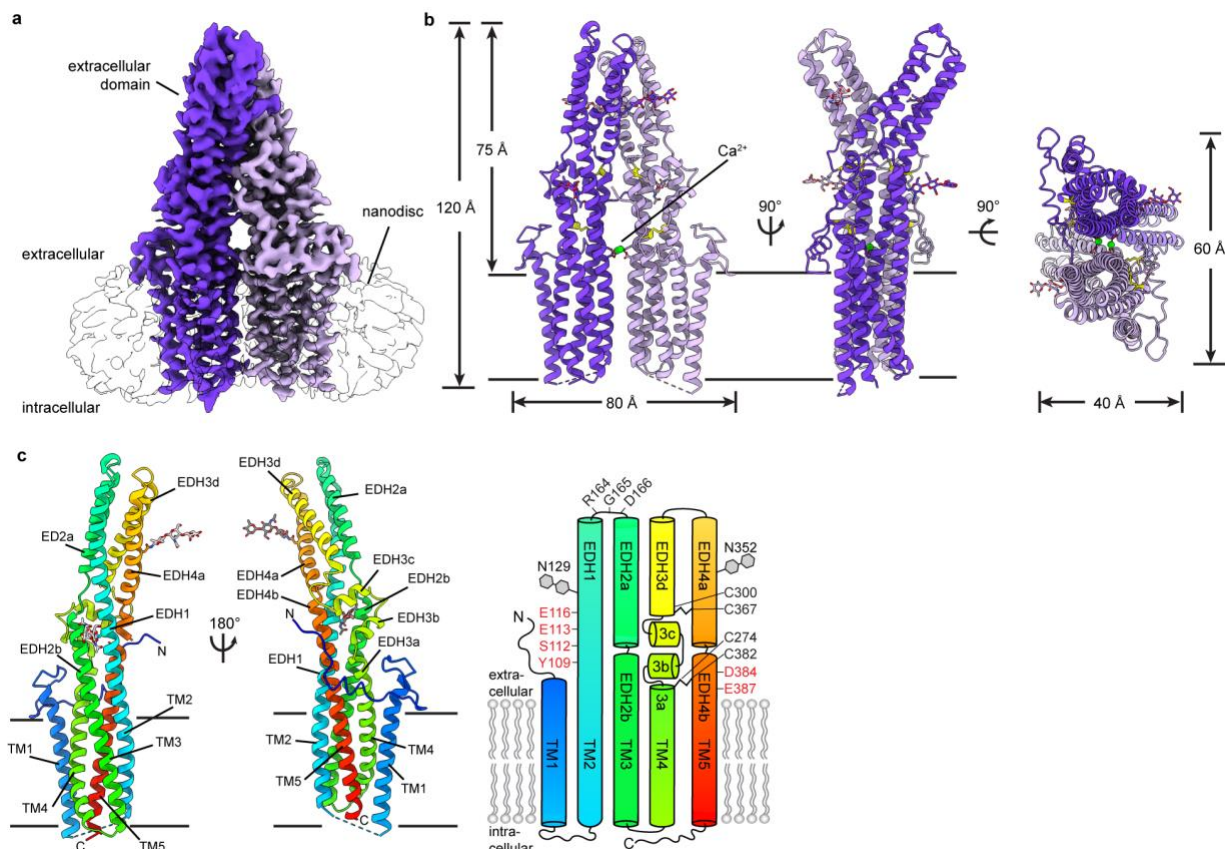 a
extracellular
domain
nanodisc
extracellular
intracellular
b
75 Å
120 Å
Ca2+
90°
90°
60 Å
80 Å
40 Å
c
EDH3d
ED2a
EDH4a
EDH1
N
EDH2b
TM2
TM1
TM3
TM4
C
TM5
180°
EDH3d
EDH2a
EDH3c
EDH4a
EDH2b
EDH4b
N
EDH3b
EDH1
EDH3a
TM2
TM4
TM5
TM1
C
R164
G165
D166
N129
N352
EDH1
EDH2a
EDH3d
EDH4a
N
E116
E113
S112
Y109
C300
C367
3c
C274
C382
3b
D384
E387
extra-
cellular
EDH2b
3a
EDH4b
TM1
TM2
TM3
TM4
TM5
intra-
cellular
C